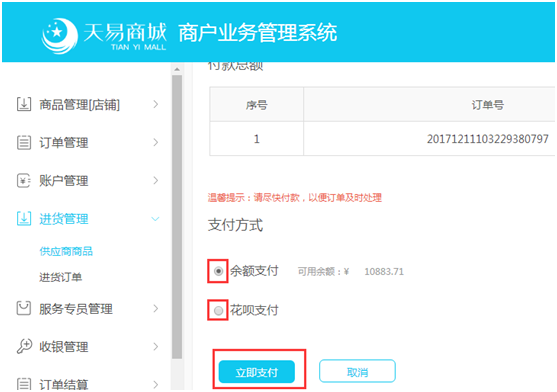 天易商城
TIAN YI MALL
商户业务管理系统
付款总额
商品管理[店铺]
订单管理
账户管理
进货管理
供应商商品
进货订单
服务专员管理
收银管理
订单结算
序号 订单号
1 20171211103229380797
温馨提示：请尽快付款，以便订单及时处理
支付方式
余额支付 可用余额：¥ 10883.71
花呗支付
立即支付 取消